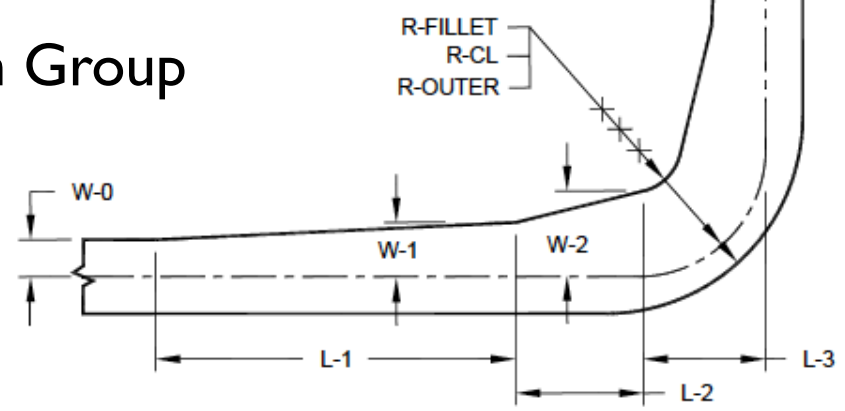 R-FILLET
n Group
R-CL
R-OUTER
W-0
W-1
W-2
L-1
L-3
L-2